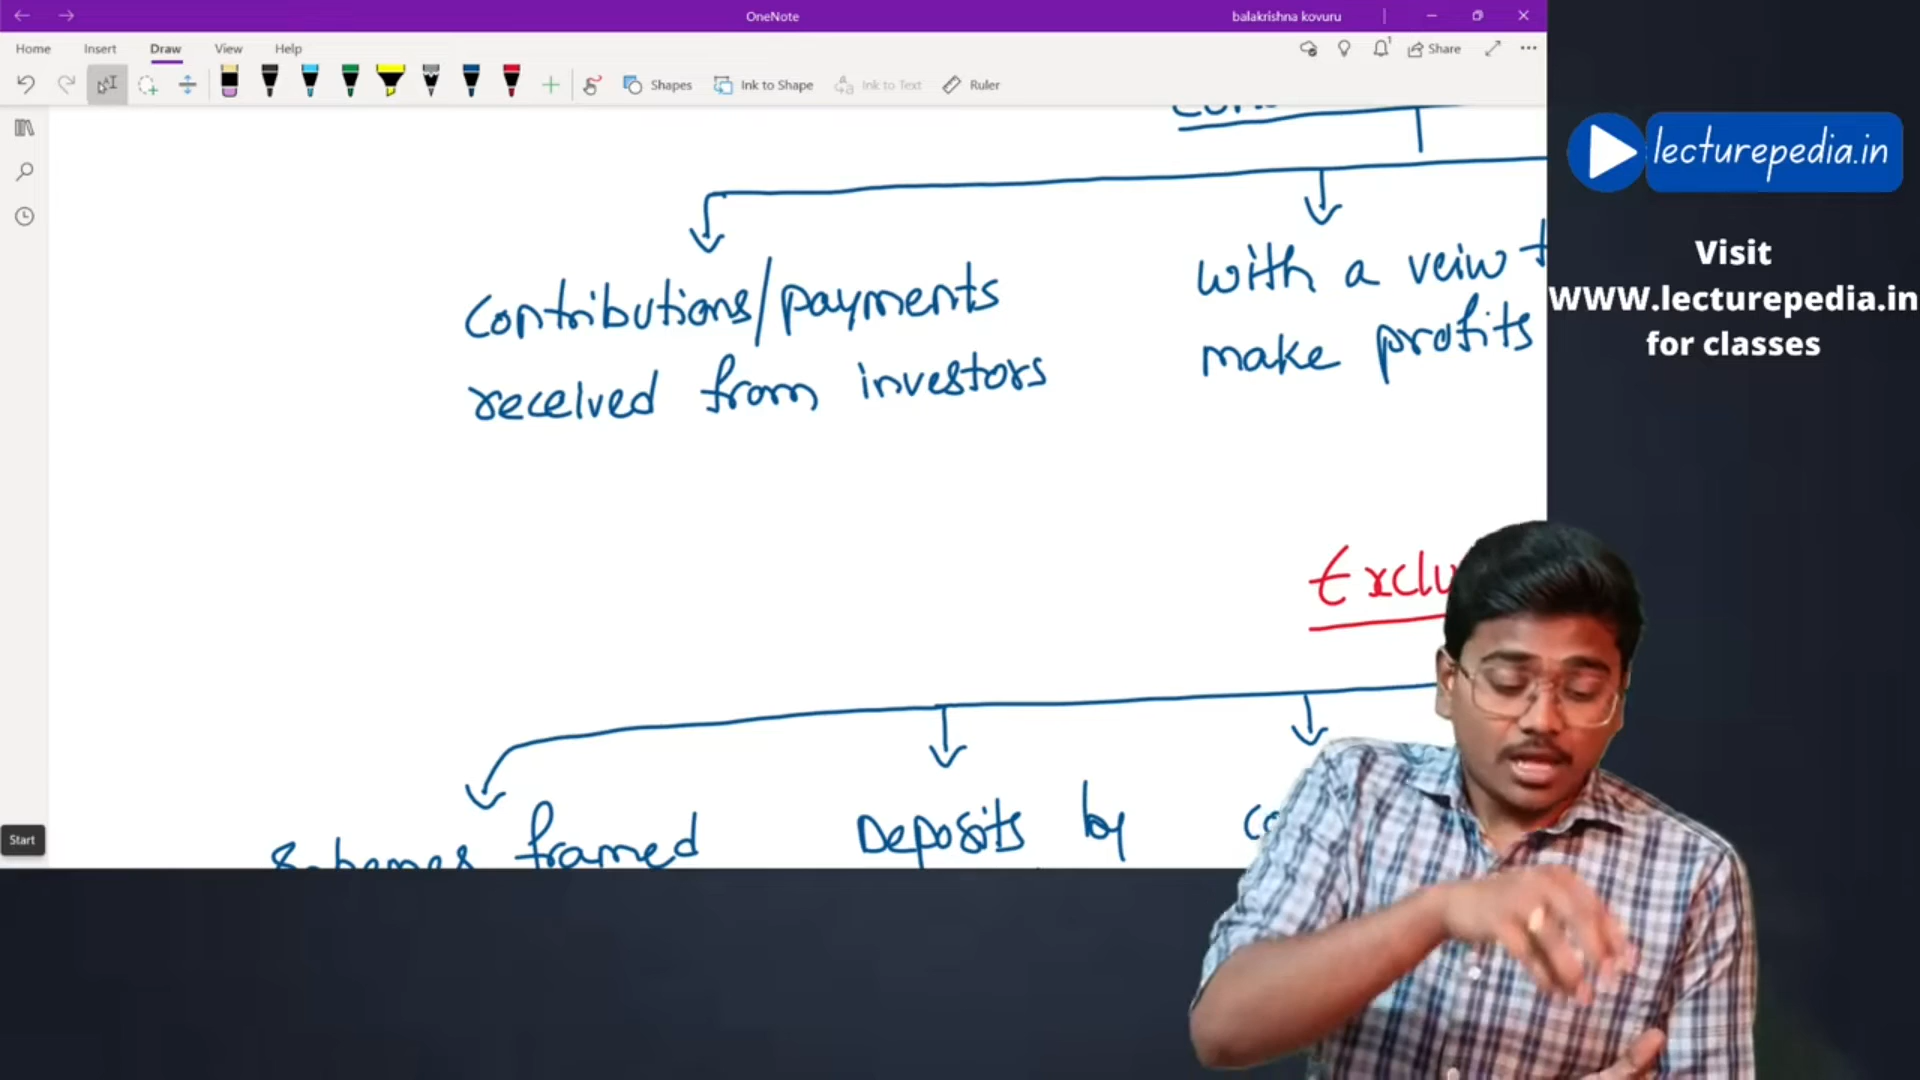 OneNote
balakrishna kovuru
Home Insert Draw View Help
1
Share
Shapes
Ink to Shape
Ink to Text
Ruler
contributions/payments
received from investors
with a veiw
make profits
Deposits by
framed
Start
lecturepedia.in
Visit
WWW.lecturepedia.in
for classes